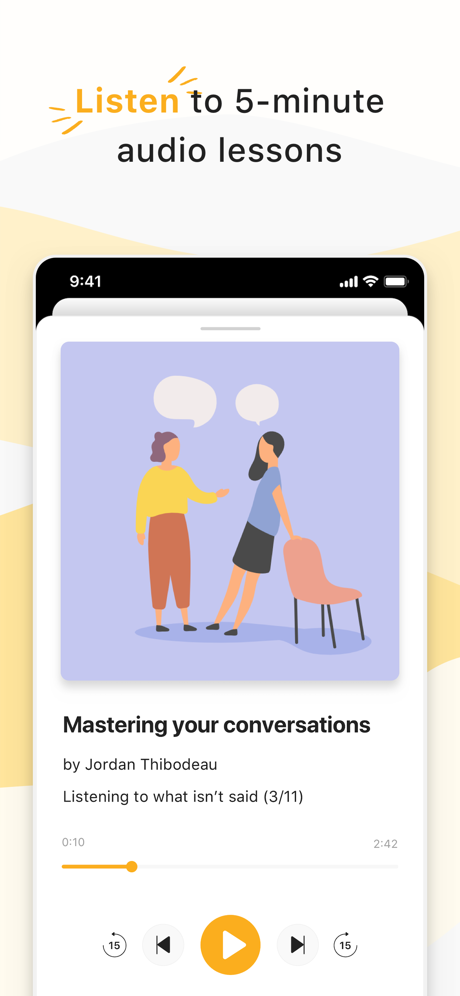 Listen to 5-minute
audio lessons
9:41
Mastering your conversations
by Jordan Thibodeau
Listening to what isn’t said (3/11)
0:10
2:42
15
15